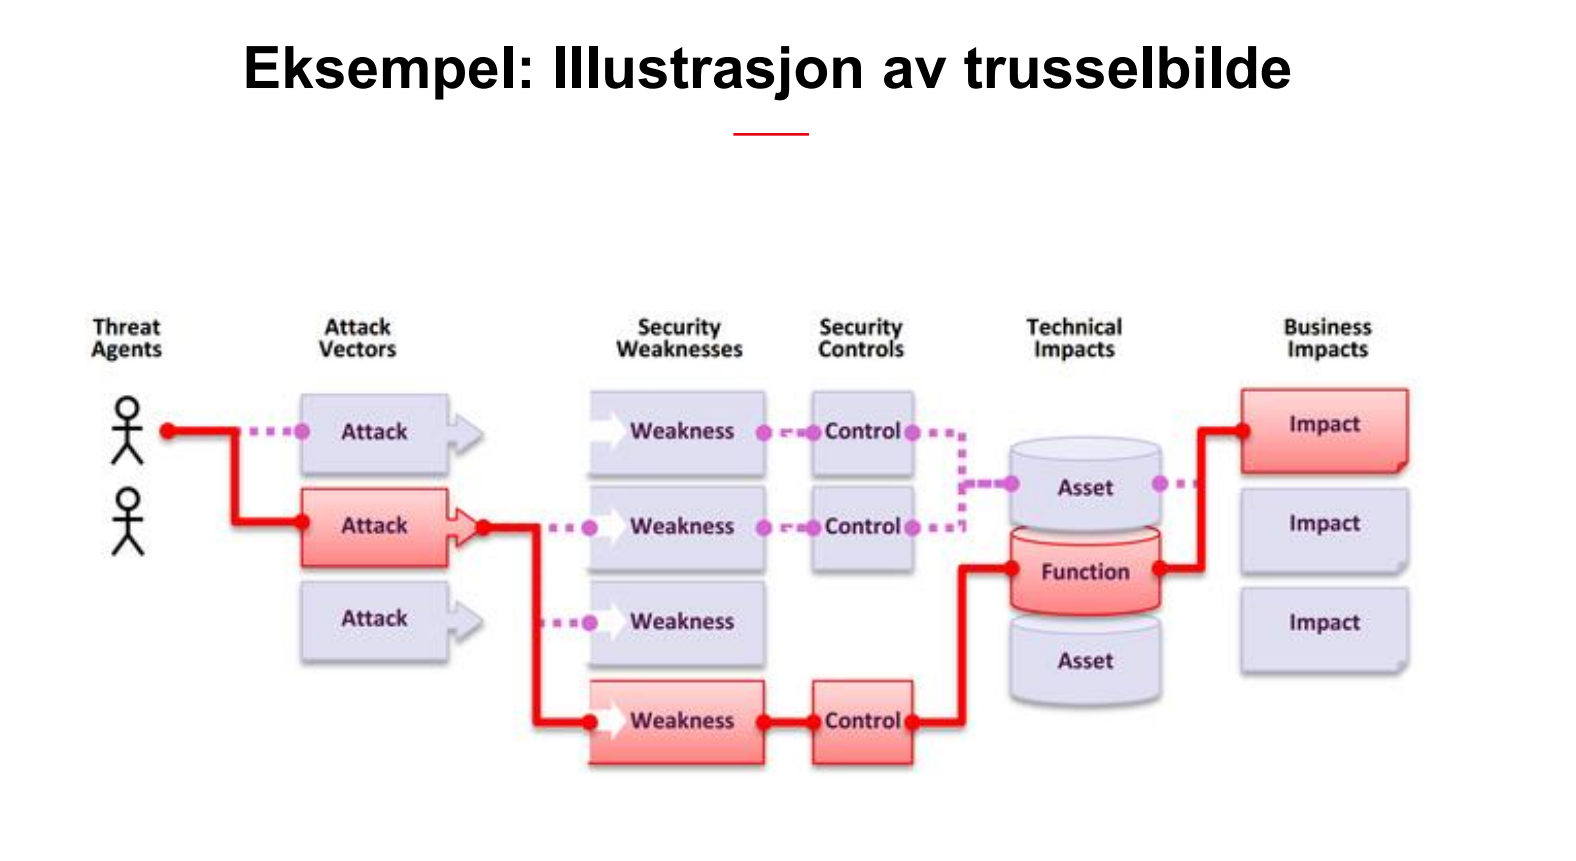 Eksempel: Illustrasjon av trusselbilde
Threat
Agents
Attack
Vectors
Security
Weaknesses
Security
Controls
Technical
Impacts
Business
Impacts
Attack
Weakness
Control
Impact
Asset
Attack
Weakness
Control
Impact
Function
Attack
Weakness
Impact
Asset
Weakness
Control